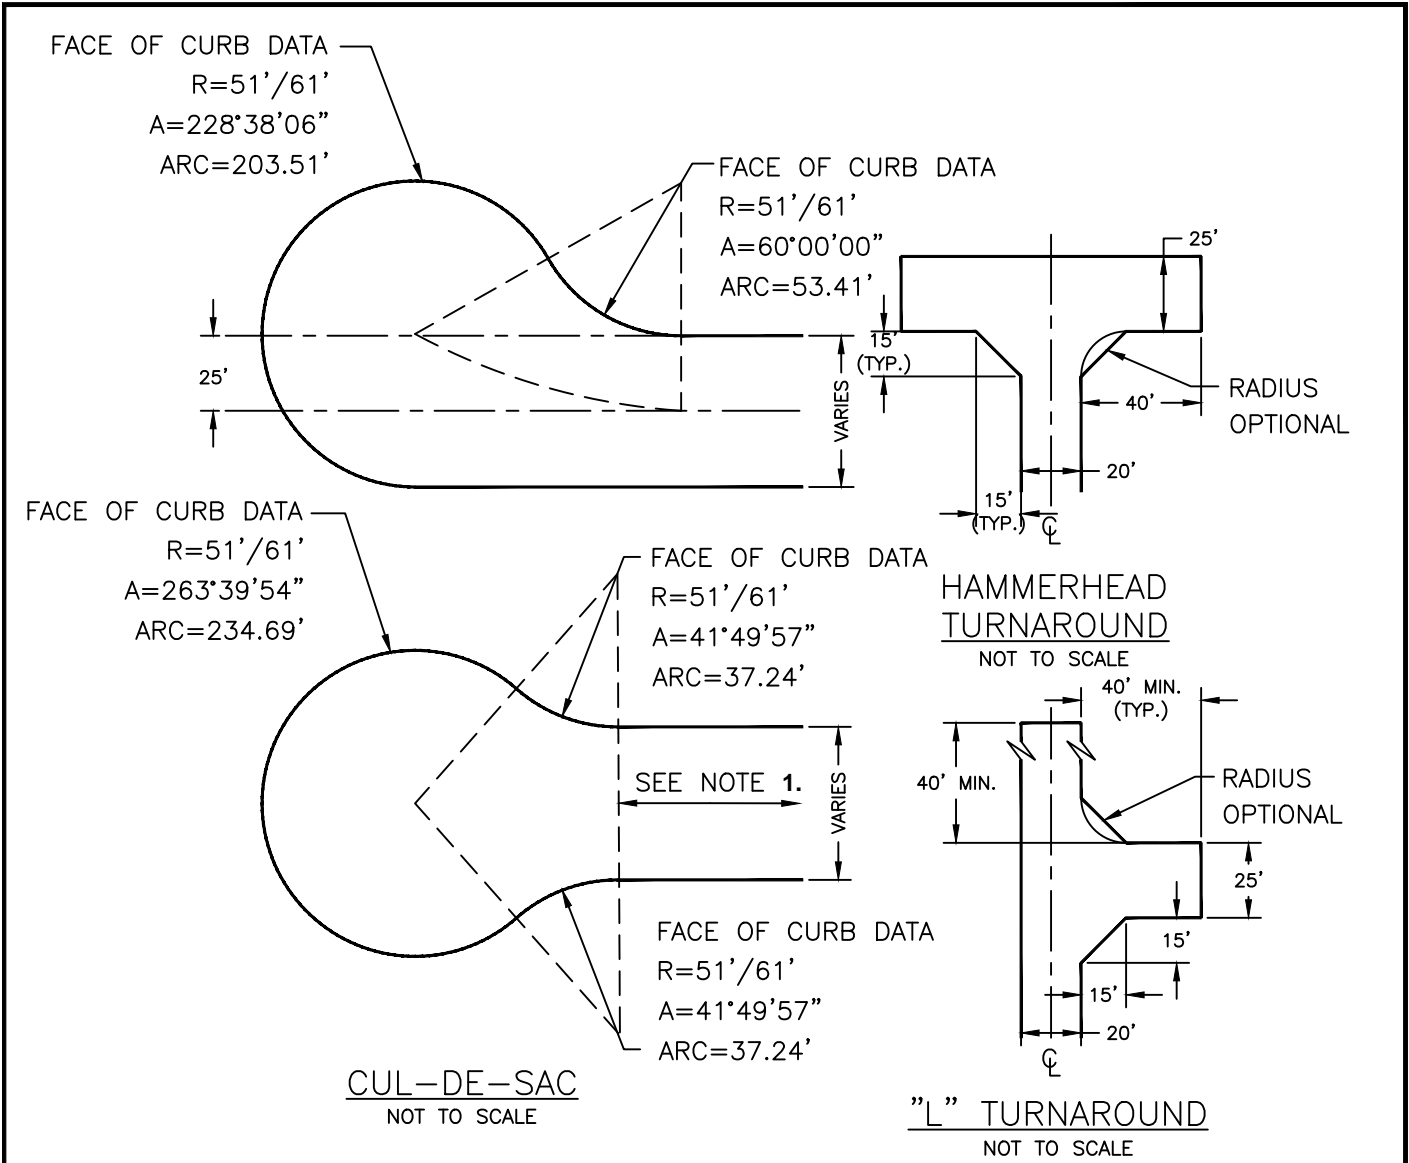 FACE OF CURB DATA
R=51'/61'
A=228°38'06"
ARC=203.51'
FACE OF CURB DATA
R=51'/61'
A=60°00'00"
ARC=53.41'
25'
VARIES
25'
15'
(TYP.)
RADIUS
OPTIONAL
40'
20'
15'
(TYP.)
℄
HAMMERHEAD
TURNAROUND
NOT TO SCALE
FACE OF CURB DATA
R=51'/61'
A=263°39'54"
ARC=234.69'
FACE OF CURB DATA
R=51'/61'
A=41°49'57"
ARC=37.24'
SEE NOTE 1.
VARIES
FACE OF CURB DATA
R=51'/61'
A=41°49'57"
ARC=37.24'
CUL-DE-SAC
NOT TO SCALE
40' MIN.
(TYP.)
40' MIN.
RADIUS
OPTIONAL
25'
15'
15'
20'
℄
"L" TURNAROUND
NOT TO SCALE